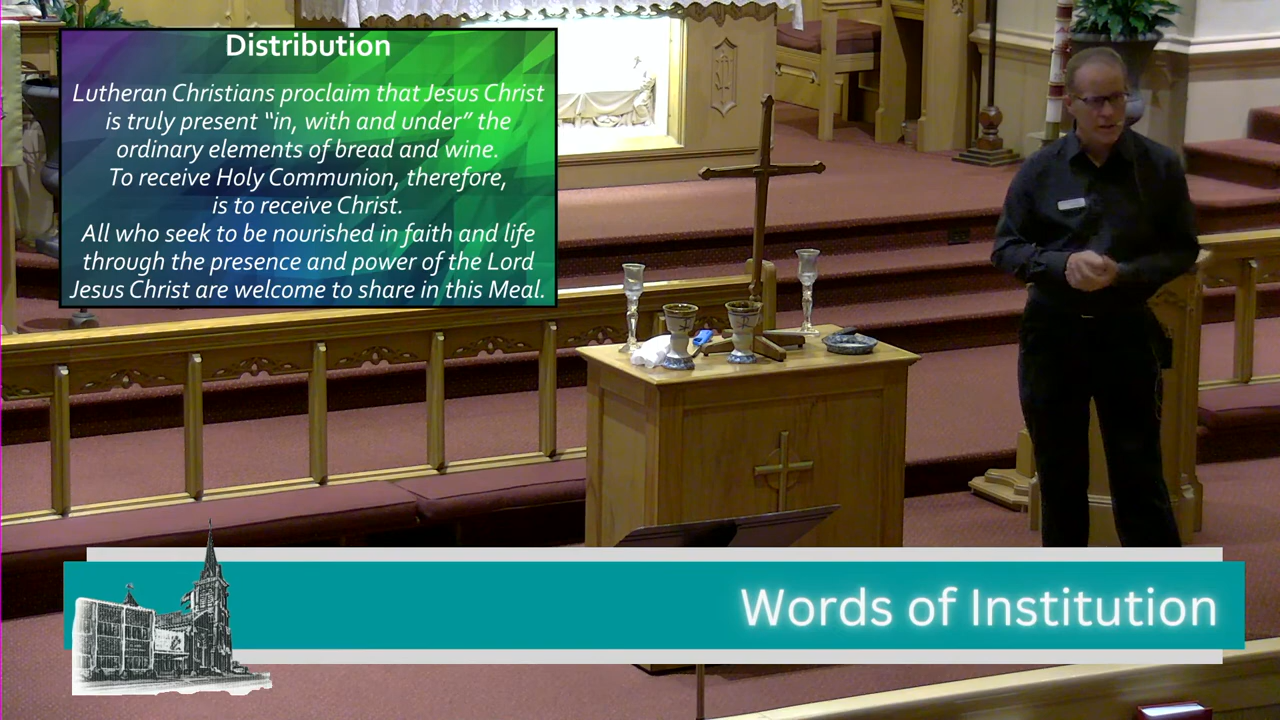 Distribution
Lutheran Christians proclaim that Jesus Christ
is truly present “in, with and under” the
ordinary elements of bread and wine.
To receive Holy Communion, therefore,
is to receive Christ.
All who seek to be nourished in faith and life
through the presence and power of the Lord
Jesus Christ are welcome to share in this Meal.
Words of Institution